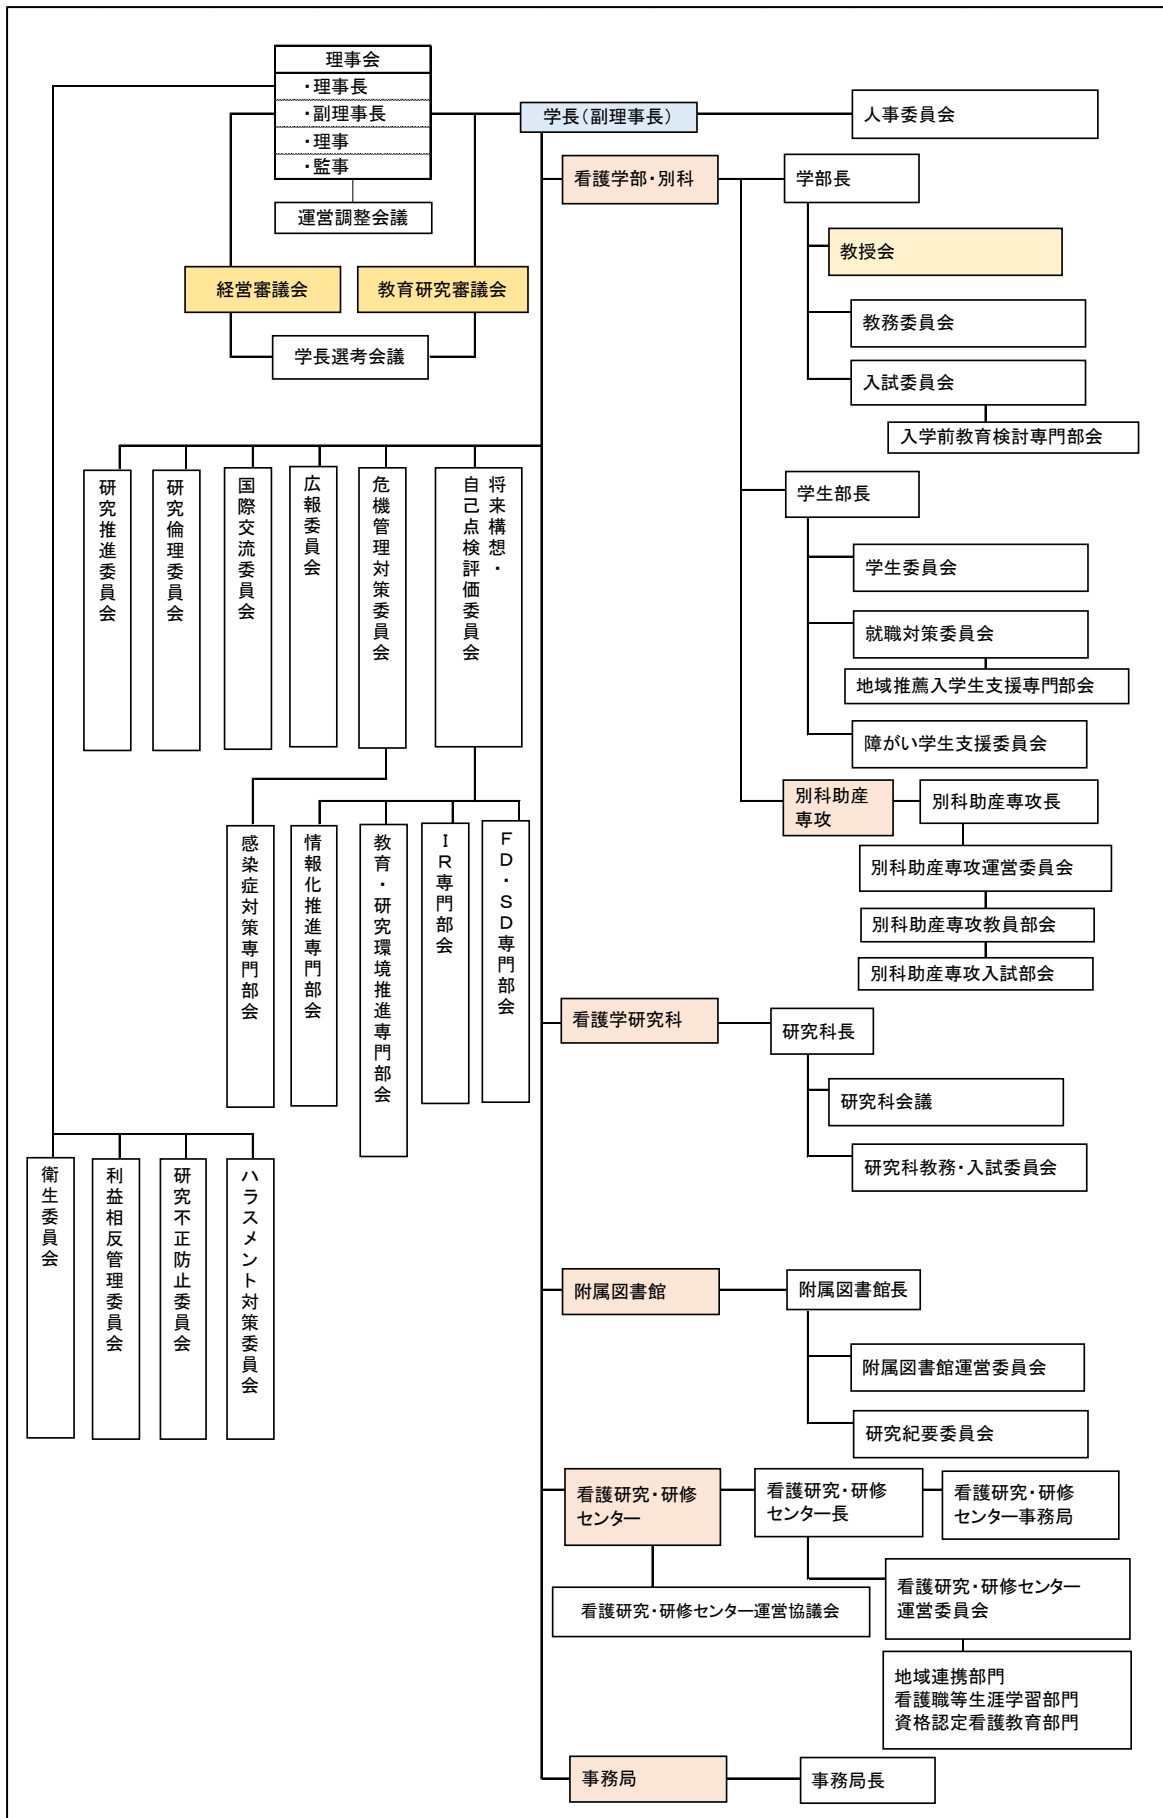 理事会
・理事長
・副理事長
・理事
・監事
運営調整会議
経営審議会
教育研究審議会
学長選考会議
学長（副理事長）
人事委員会
看護学部・別科
学部長
教授会
教務委員会
入試委員会
入学前教育検討専門部会
学生部長
学生委員会
就職対策委員会
地域推薦入学生支援専門部会
障がい学生支援委員会
別科助産
専攻
別科助産専攻長
別科助産専攻運営委員会
別科助産専攻教員部会
別科助産専攻入試部会
研究推進委員会
研究倫理委員会
国際交流委員会
広報委員会
危機管理対策委員会
将来構想・
自己点検評価委員会
感染症対策専門部会
情報化推進専門部会
教育・研究環境推進専門部会
ＩＲ専門部会
ＦＤ・ＳＤ専門部会
衛生委員会
利益相反管理委員会
研究不正防止委員会
ハラスメント対策委員会
看護学研究科
研究科長
研究科会議
研究科教務・入試委員会
附属図書館
附属図書館長
附属図書館運営委員会
研究紀要委員会
看護研究・研修
センター
看護研究・研修
センター長
看護研究・研修
センター事務局
看護研究・研修センター運営協議会
看護研究・研修センター
運営委員会
地域連携部門
看護職等生涯学習部門
資格認定看護教育部門
事務局
事務局長